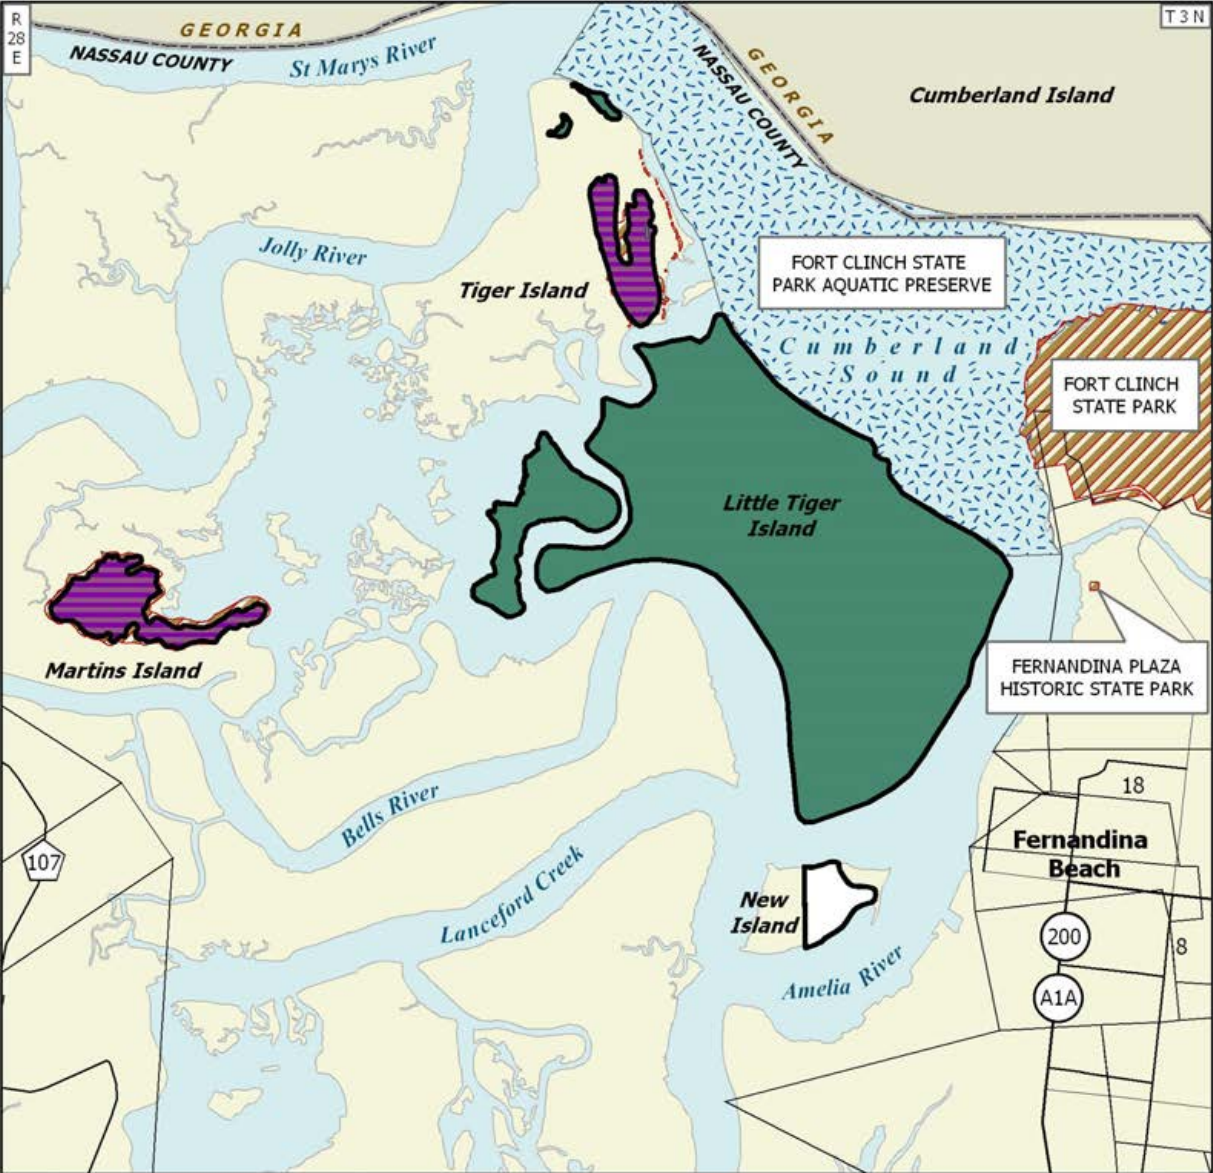 R
28
E
T 3 N
GEORGIA
NASSAU COUNTY
St Marys River
GEORGIA
NASSAU COUNTY
Cumberland Island
Jolly River
Tiger Island
FORT CLINCH STATE
PARK AQUATIC PRESERVE
Cumberland
Sound
FORT CLINCH
STATE PARK
Little Tiger
Island
Martins Island
FERNANDINA PLAZA
HISTORIC STATE PARK
Bells River
18
Fernandina
Beach
107
Lanceford Creek
New
Island
200
8
Amelia River
A1A